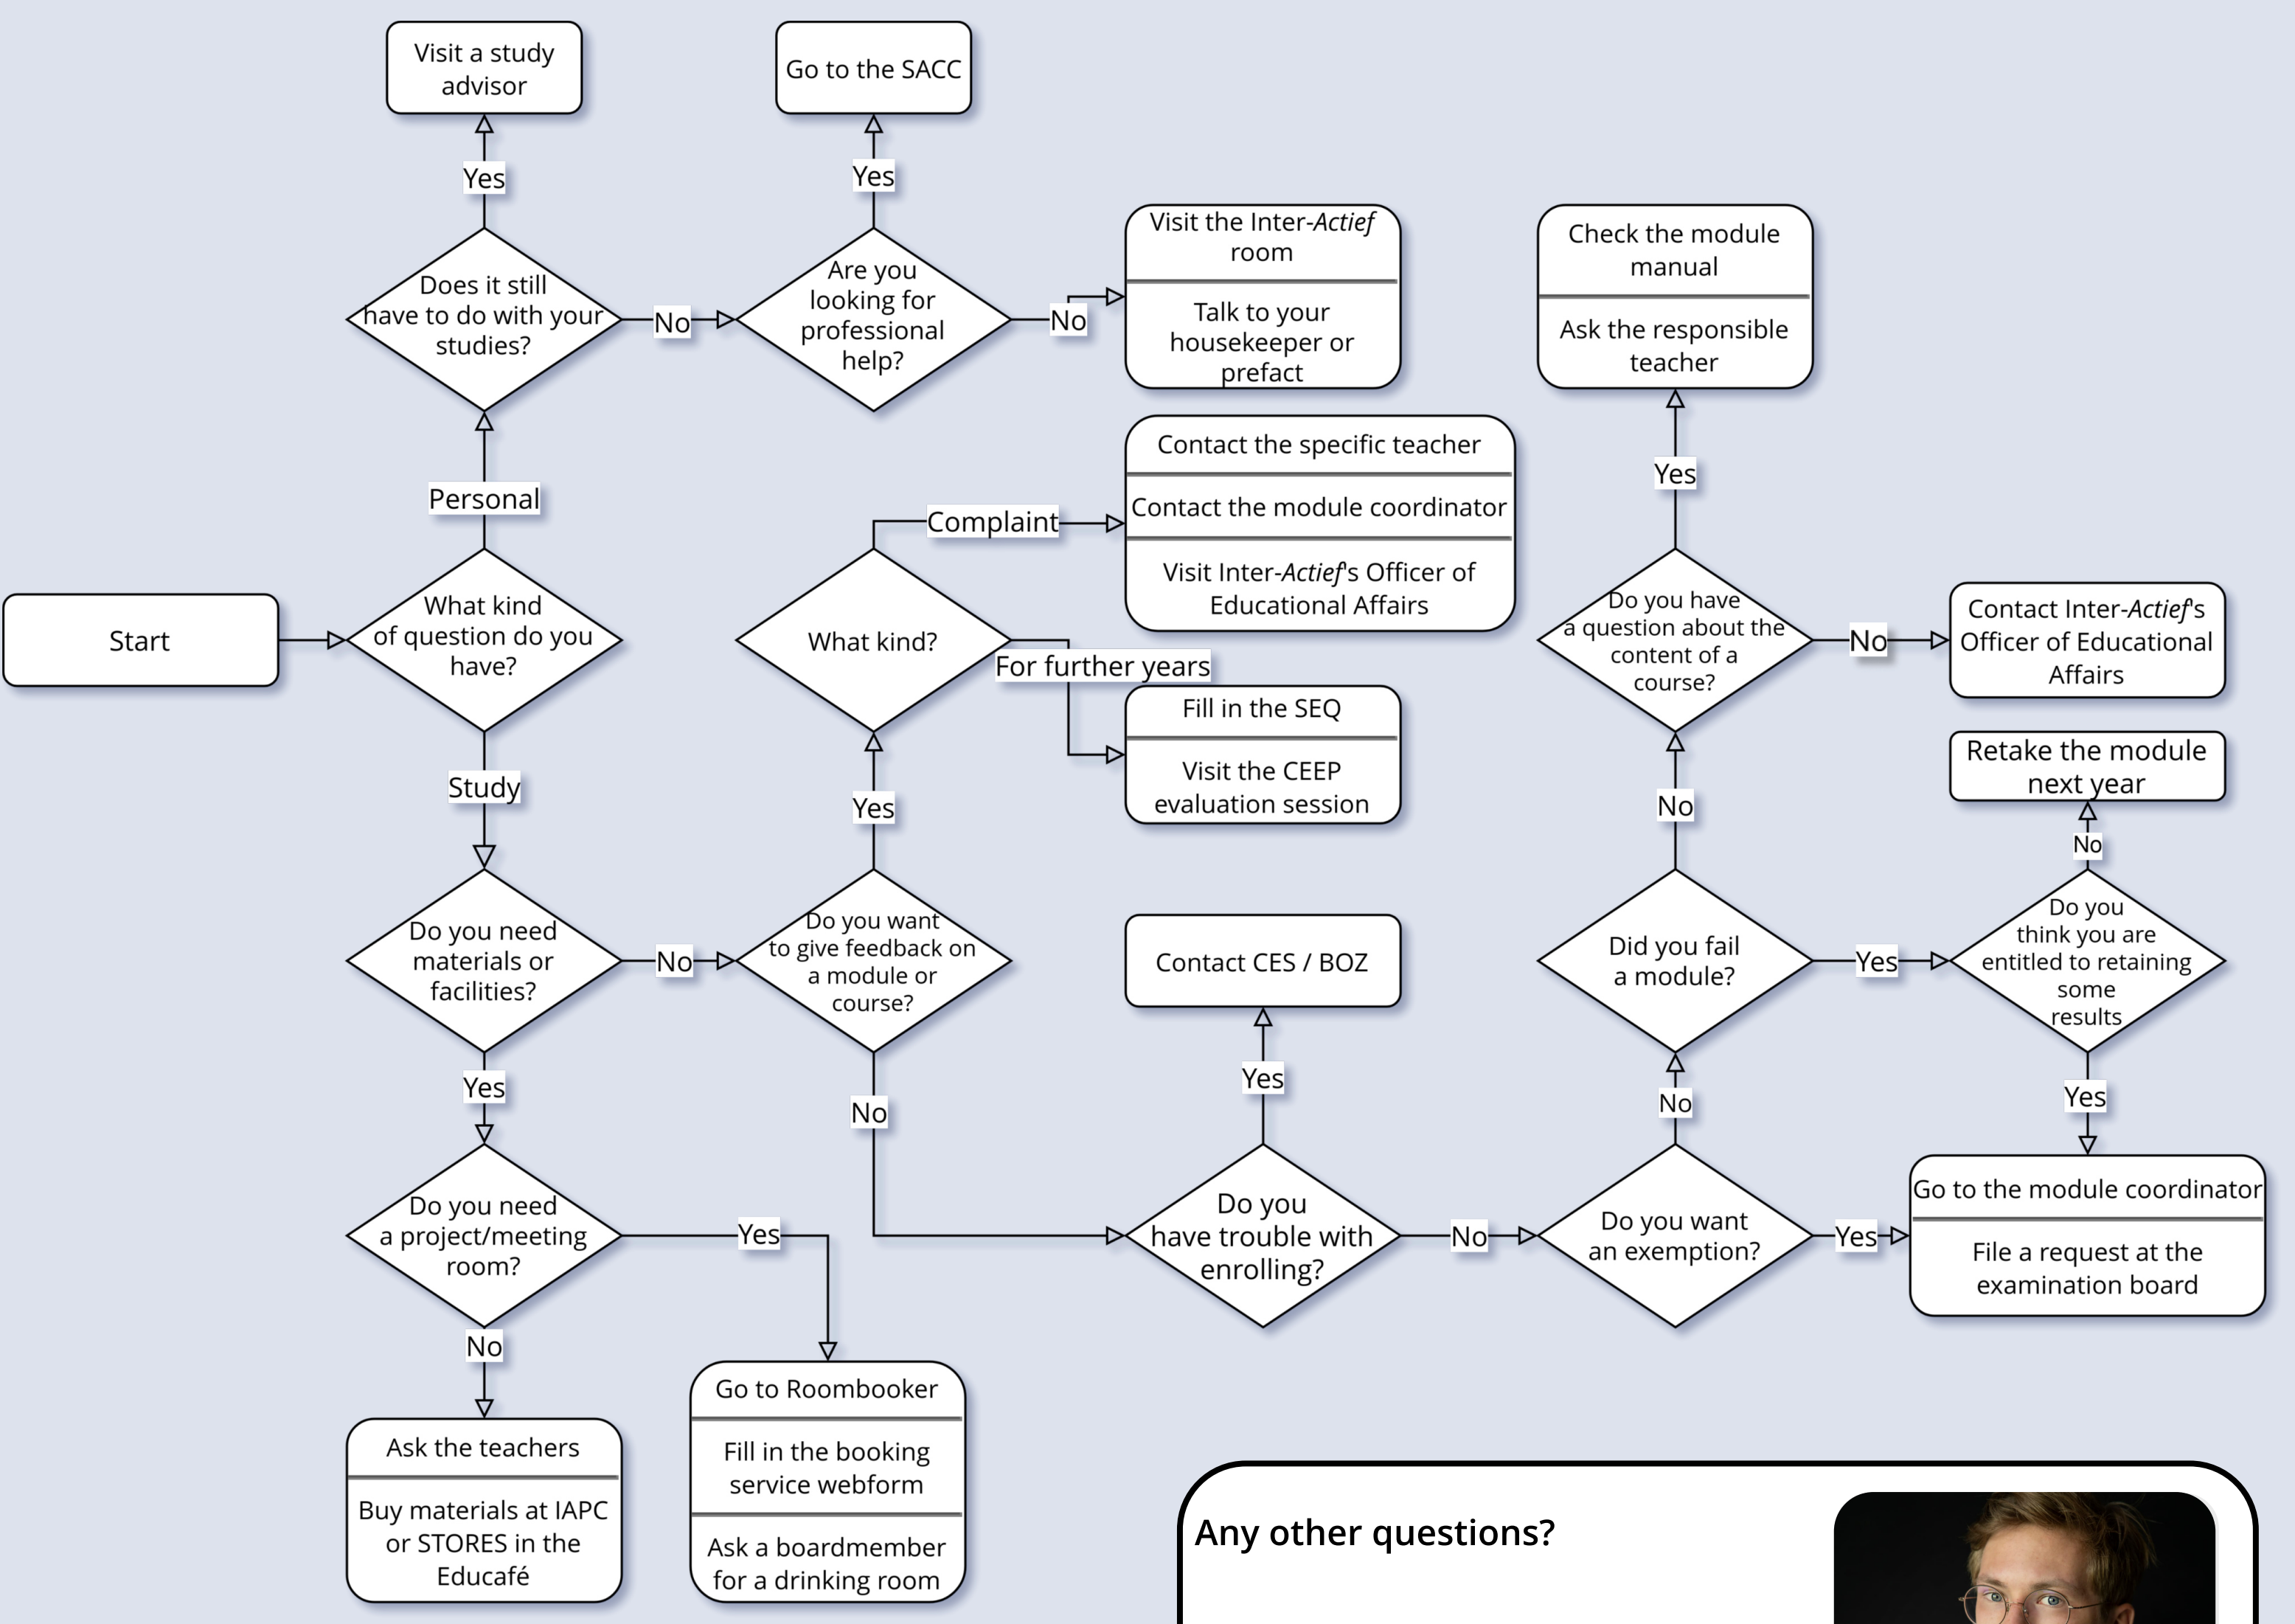 Visit a study
advisor
Go to the SACC
Yes
Yes
Does it still
have to do with your
studies?
No
Are you
looking for
professional
help?
No
Visit the Inter-Actief
room
Talk to your
housekeeper or
prefact
Check the module
manual
Ask the responsible
teacher
Personal
Complaint
Contact the specific teacher
Contact the module coordinator
Visit Inter-Actief's Officer of
Educational Affairs
Yes
Start
What kind
of question do you
have?
What kind?
For further years
Do you have
a question about the
content of a
course?
No
Contact Inter-Actief's
Officer of Educational
Affairs
Study
Yes
Fill in the SEQ
Visit the CEEP
evaluation session
No
Retake the module
next year
No
Do you need
materials or
facilities?
No
Do you want
to give feedback on
a module or
course?
Contact CES / BOZ
Did you fail
a module?
Yes
Do you
think you are
entitled to retaining
some
results
Yes
No
Yes
No
Yes
Do you need
a project/meeting
room?
Yes
Do you
have trouble with
enrolling?
No
Do you want
an exemption?
Yes
Go to the module coordinator
File a request at the
examination board
No
Ask the teachers
Buy materials at IAPC
or STORES in the
Educafé
Go to Roombooker
Fill in the booking
service webform
Ask a boardmember
for a drinking room
Any other questions?